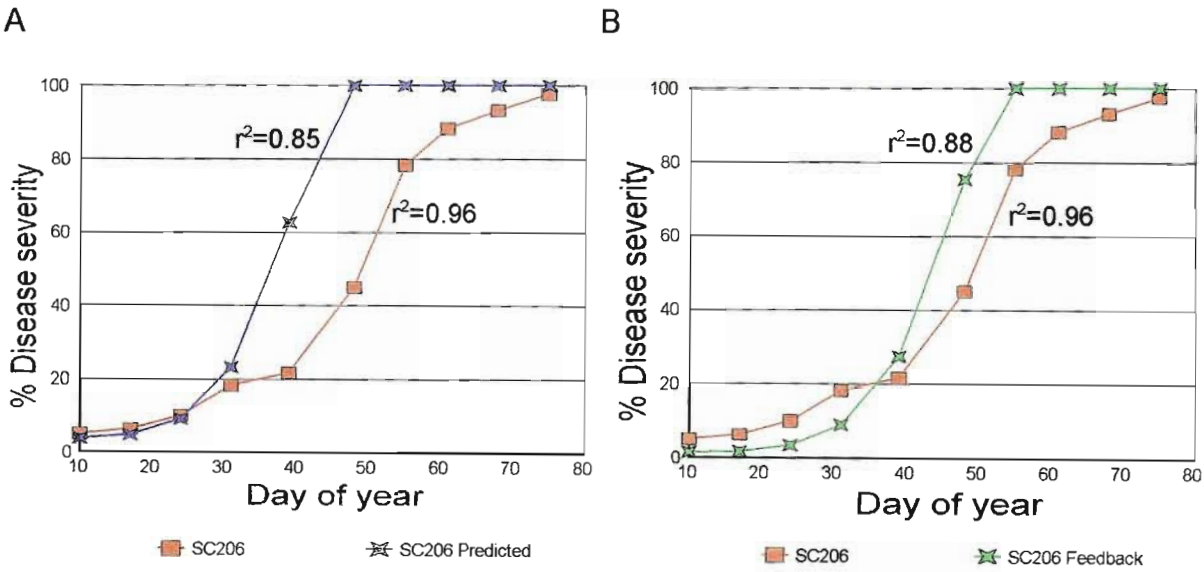 A
% Disease severity
100
80
60
40
20
0
r²=0.85
r²=0.96
10 20 30 40 50 60 70 80
Day of year
SC206 SC206 Predicted
B
% Disease severity
100
80
60
40
20
0
r²=0.88
r²=0.96
10 20 30 40 50 60 70 80
Day of year
SC206 SC206 Feedback